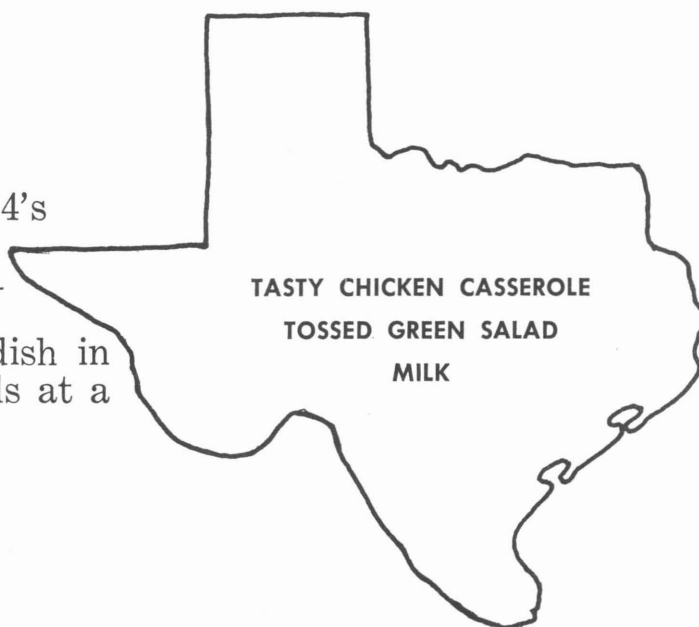 4's
dish in
ls at a
TASTY CHICKEN CASSEROLE
TOSSED GREEN SALAD
MILK